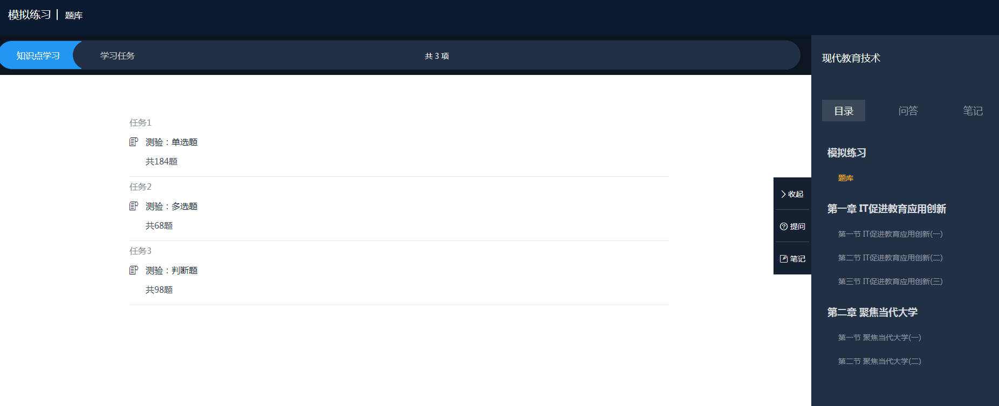 模拟练习 题库
知识点学习 学习任务 共 3 项
任务1
测验：单选题
共184题
任务2
测验：多选题
共68题
任务3
测验：判断题
共98题
收起
提问
笔记
现代教育技术
目录 问答 笔记
模拟练习
题库
第一章 IT促进教育应用创新
第一节 IT促进教育应用创新(一)
第二节 IT促进教育应用创新(二)
第三节 IT促进教育应用创新(三)
第二章 聚焦当代大学
第一节 聚焦当代大学(一)
第二节 聚焦当代大学(二)